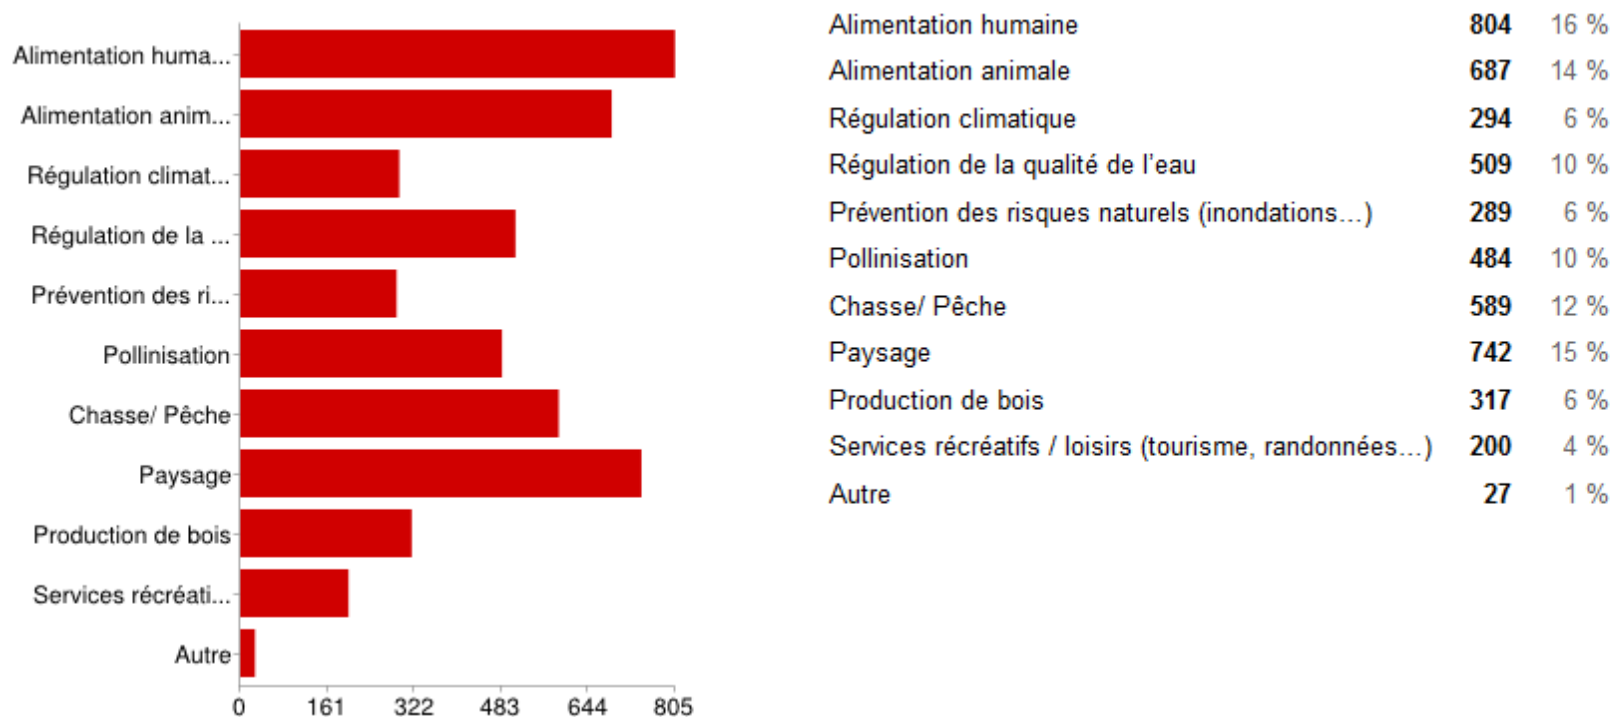 Alimentation huma...
Alimentation anim...
Régulation climat...
Régulation de la ...
Prévention des ri...
Pollinisation
Chasse/ Pêche
Paysage
Production de bois
Services récréati...
Autre
0 161 322 483 644 805
Alimentation humaine 804 16 %
Alimentation animale 687 14 %
Régulation climatique 294 6 %
Régulation de la qualité de l'eau 509 10 %
Prévention des risques naturels (inondations…) 289 6 %
Pollinisation 484 10 %
Chasse/ Pêche 589 12 %
Paysage 742 15 %
Production de bois 317 6 %
Services récréatifs / loisirs (tourisme, randonnées…) 200 4 %
Autre 27 1 %